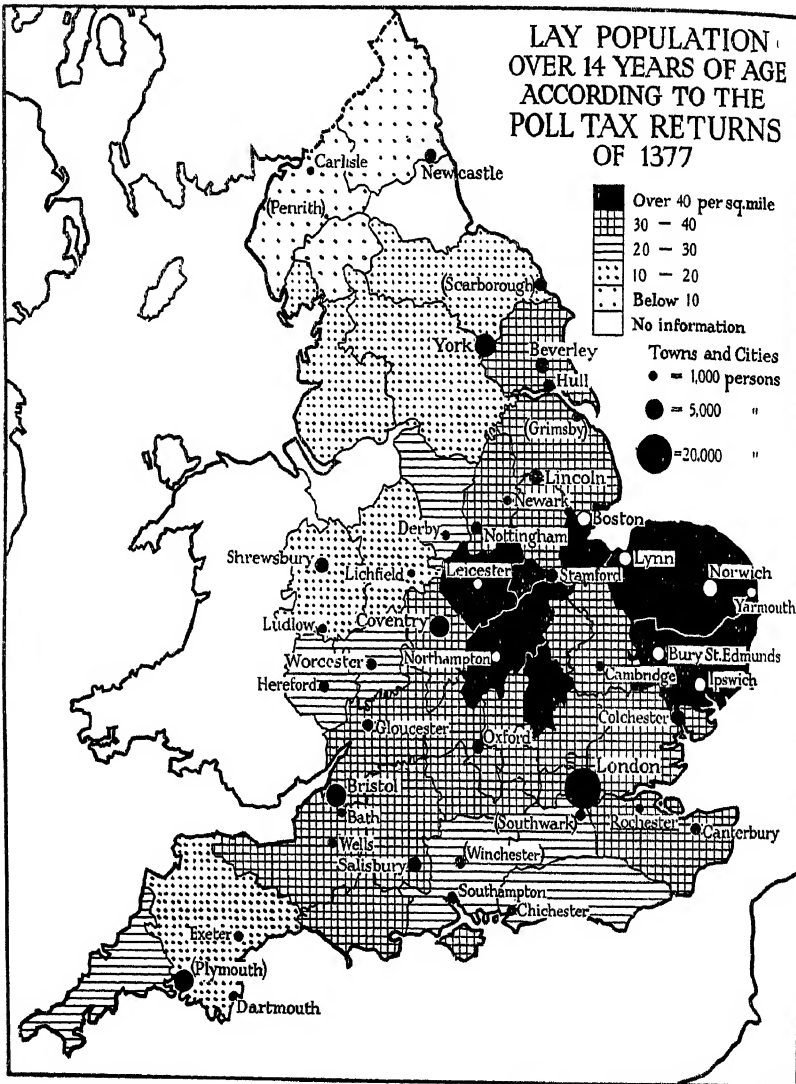 LAY POPULATION
OVER 14 YEARS OF AGE
ACCORDING TO THE
POLL TAX RETURNS
OF 1377
Over 40 per sq.mile
30 — 40
20 — 30
10 — 20
Below 10
No information
Towns and Cities
= 1,000 persons
= 5,000 "
=20,000 "
Carlisle
Newcastle
(Penrith)
(Scarborough)
York
Beverley
Hull
(Grimsby)
Lincoln
Newark
Boston
Derby
Nottingham
Shrewsbury
Lichfield
Leicester
Stamford
Lynn
Norwich
Yarmouth
Ludlow
Coventry
Worcester
Northampton
Bury St.Edmunds
Hereford
Cambridge
Ipswich
Gloucester
Colchester
Oxford
London
Bristol
Bath
(Southwark)
Rochester
Canterbury
Wells
Salisbury
(Winchester)
Southampton
Chichester
Exeter
(Plymouth)
Dartmouth